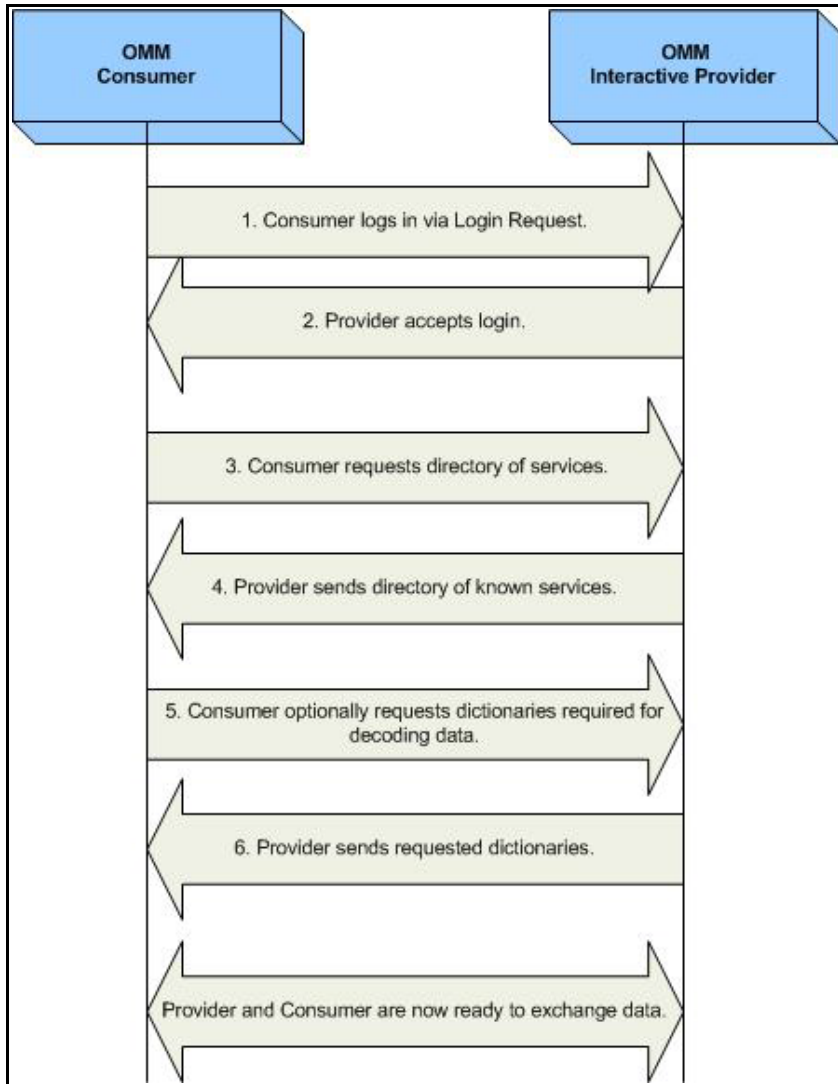 OMM
Consumer
OMM
Interactive Provider
1. Consumer logs in via Login Request.
2. Provider accepts login.
3. Consumer requests directory of services.
4. Provider sends directory of known services.
5. Consumer optionally requests dictionaries required for
decoding data.
6. Provider sends requested dictionaries.
Provider and Consumer are now ready to exchange data.